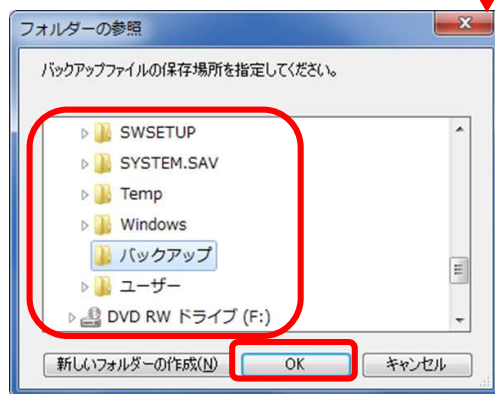 フォルダーの参照
バックアップファイルの保存場所を指定してください。
SWSETUP
SYSTEM.SAV
Temp
Windows
バックアップ
ユーザー
DVD RW ドライブ (F:)
新しいフォルダーの作成(N) OK キャンセル